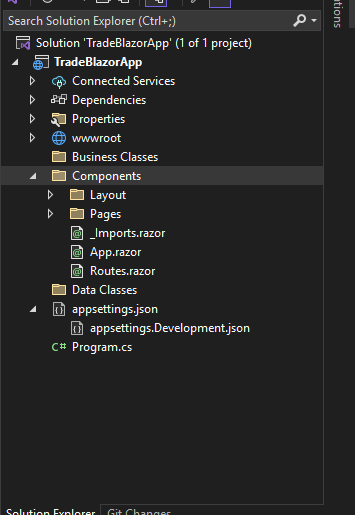 Search Solution Explorer (Ctrl+;)
Solution 'TradeBlazorApp' (1 of 1 project)
TradeBlazorApp
Connected Services
Dependencies
Properties
wwwroot
Business Classes
Components
Layout
Pages
_Imports.razor
App.razor
Routes.razor
Data Classes
appsettings.json
appsettings.Development.json
C# Program.cs
Solution Explorer Git Changes